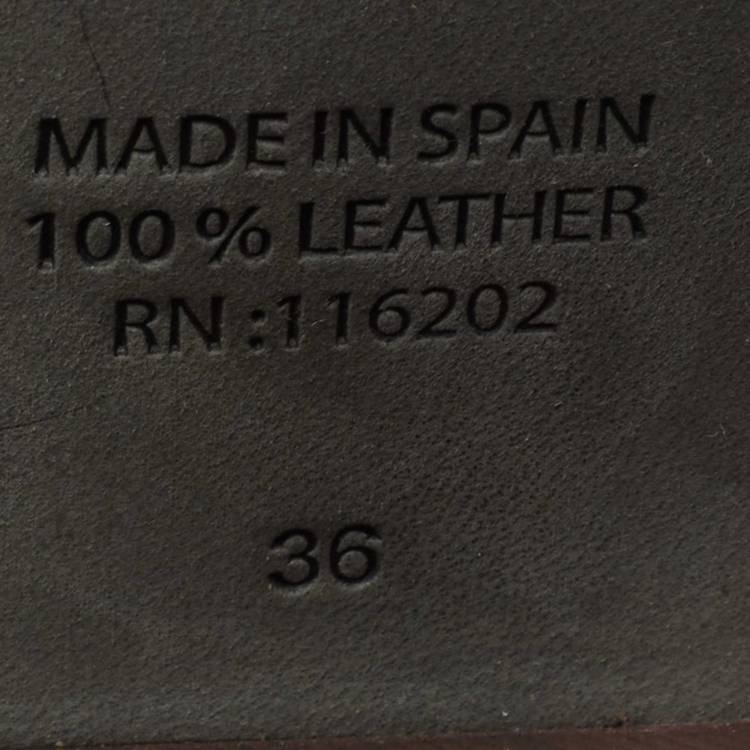 MADE IN SPAIN
100 % LEATHER
RN :116202
36